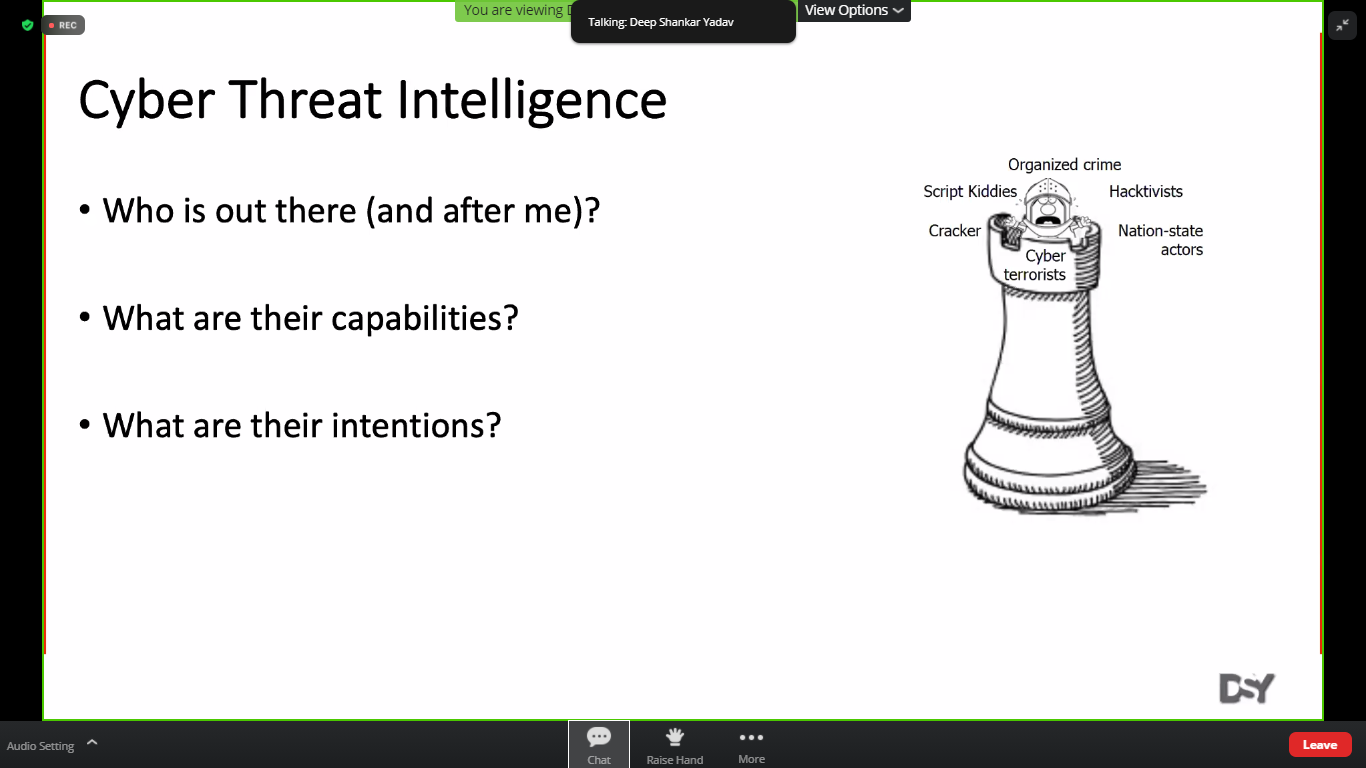 You are viewing D
Talking: Deep Shankar Yadav
View Options
REC
Cyber Threat Intelligence
• Who is out there (and after me)?
• What are their capabilities?
• What are their intentions?
Organized crime
Script Kiddies
Hacktivists
Cracker
Nation-state
actors
Cyber
terrorists
DSY
Audio Setting
Chat
Raise Hand
More
Leave